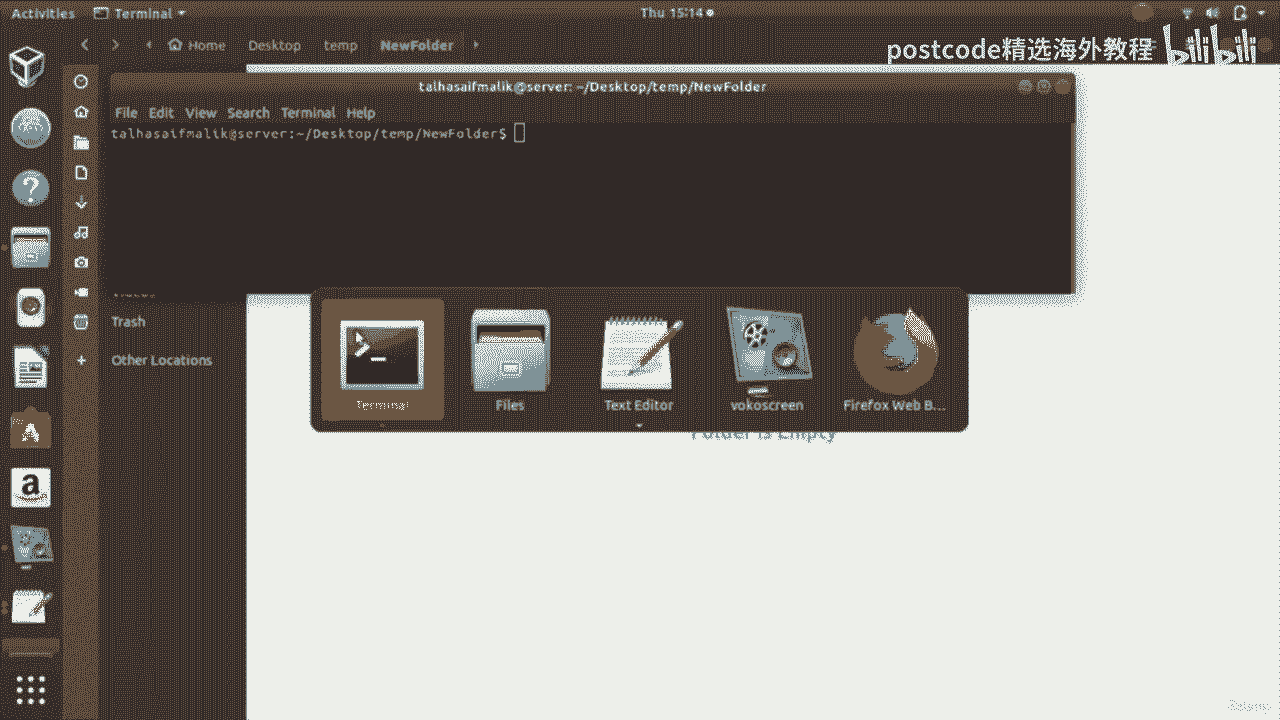 Activities Terminal Thu 15:14
Home Desktop temp NewFolder
postcode精选海外教程 bilibili
talhasaifmalik@server: ~/Desktop/temp/NewFolder
File Edit View Search Terminal Help
talhasaifmalik@server:~/Desktop/temp/NewFolder$
Trash
Other Locations
Terminal Files Text Editor vokoscreen Firefox Web B...
Folder is Empty